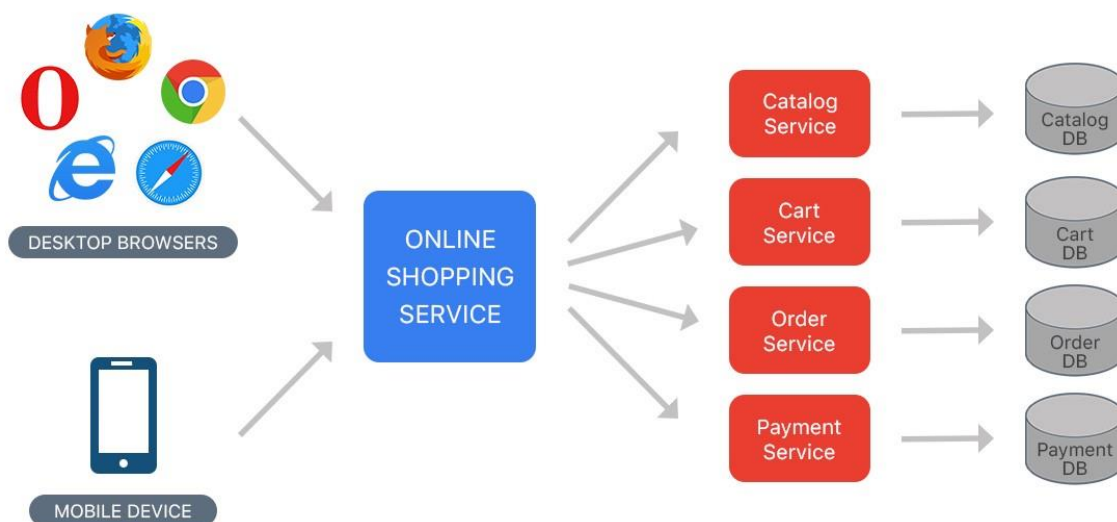 DESKTOP BROWSERS
MOBILE DEVICE
ONLINE
SHOPPING
SERVICE
Catalog
Service
Cart
Service
Order
Service
Payment
Service
Catalog
DB
Cart
DB
Order
DB
Payment
DB